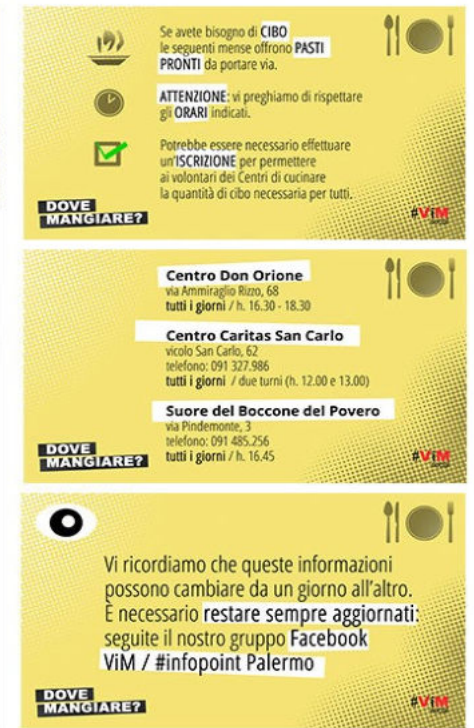 Se avete bisogno di CIBO
le seguenti mense offrono PASTI
PRONTI da portare via.
ATTENZIONE: vi preghiamo di rispettare
gli ORARI indicati.
Potrebbe essere necessario effettuare
un'ISCRIZIONE per permettere
ai volontari dei Centri di cucinare
la quantità di cibo necessaria per tutti.
DOVE
MANGIARE?
#ViM
Centro Don Orione
via Ammiraglio Rizzo, 68
tutti i giorni / h. 16.30 - 18.30
Centro Caritas San Carlo
vicolo San Carlo, 62
telefono: 091 327.986
tutti i giorni / due turni (h. 12.00 e 13.00)
Suore del Boccone del Povero
via Pindemonte, 3
telefono: 091 485.256
tutti i giorni / h. 16.45
DOVE
MANGIARE?
#ViM
Vi ricordiamo che queste informazioni
possono cambiare da un giorno all'altro.
È necessario restare sempre aggiornati:
seguite il nostro gruppo Facebook
ViM / #infopoint Palermo
DOVE
MANGIARE?
#ViM